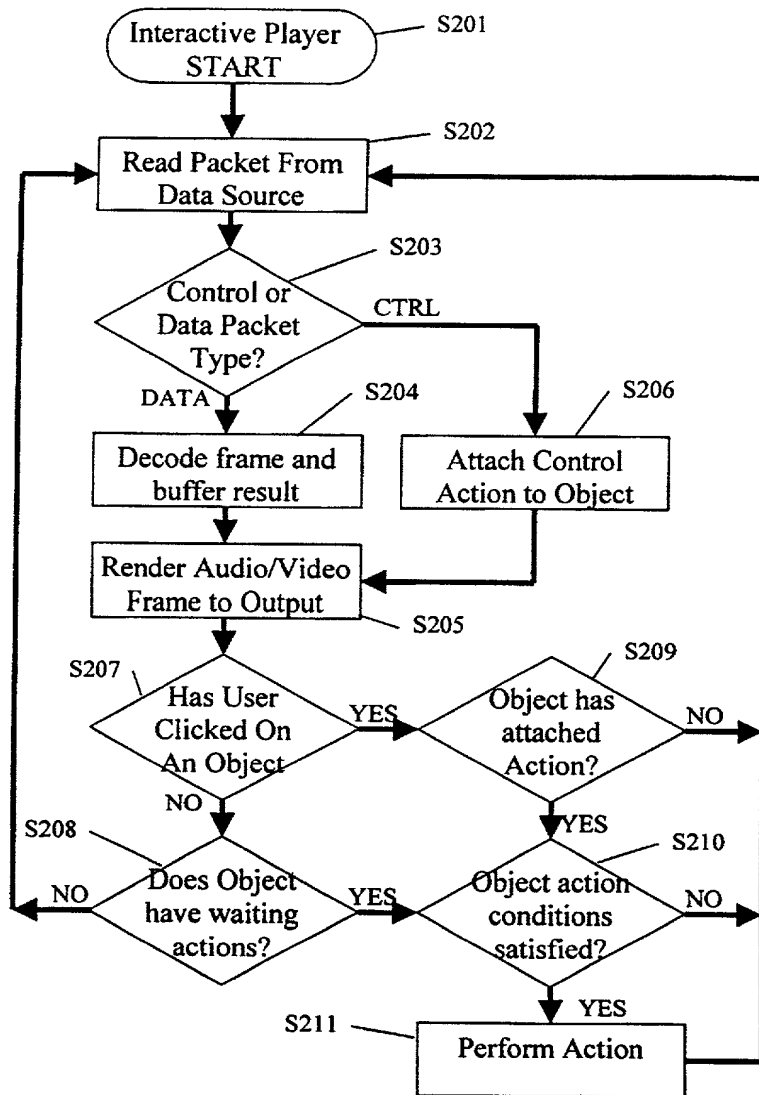 Interactive Player
START
S201
S202
Read Packet From
Data Source
S203
Control or
Data Packet
Type?
CTRL
DATA
S204
S206
Decode frame and
buffer result
Attach Control
Action to Object
Render Audio/Video
Frame to Output
S205
S207
Has User
Clicked On
An Object
YES
NO
S209
Object has
attached
Action?
NO
YES
S208
Does Object
have waiting
actions?
NO
YES
S210
Object action
conditions
satisfied?
NO
YES
S211
Perform Action